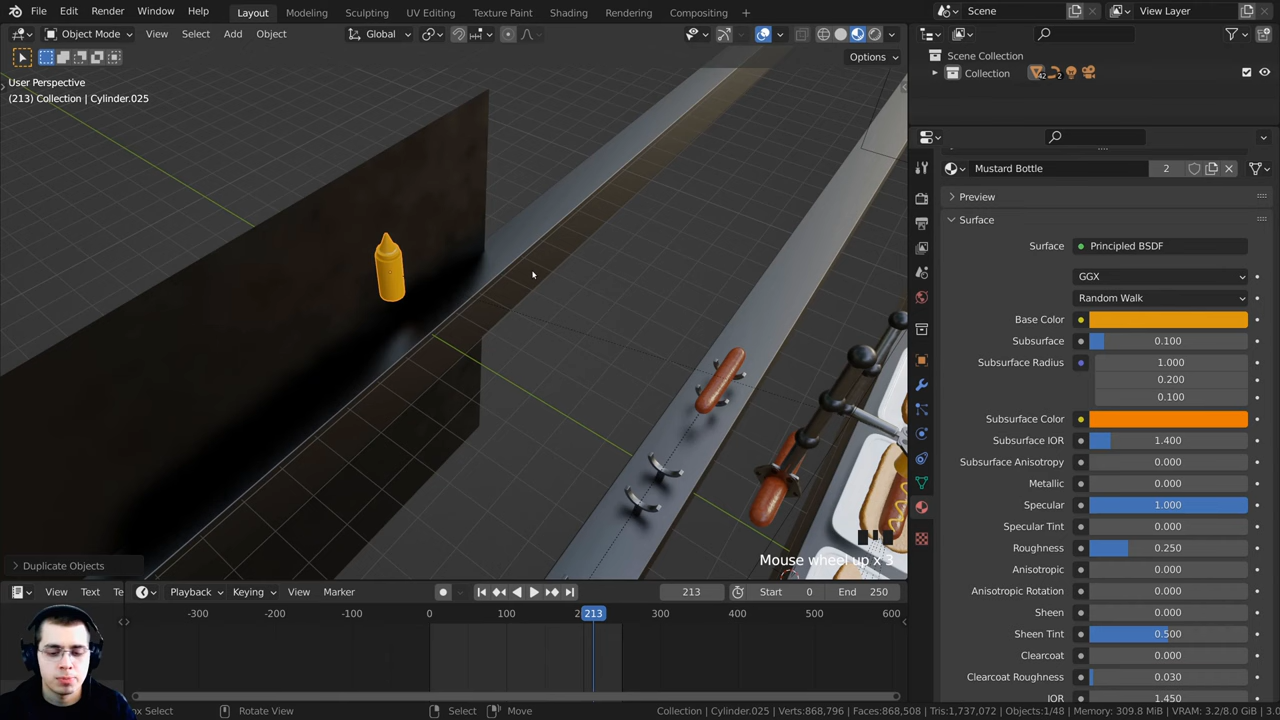 File Edit Render Window Help
Layout Modeling Sculpting UV Editing Texture Paint Shading Rendering Compositing
Scene View Layer
Object Mode View Select Add Object Global
Options
User Perspective
(213) Collection | Cylinder.025
Scene Collection
Collection 42 2
Mustard Bottle 2
Preview
Surface
Surface Principled BSDF
GGX
Random Walk
Base Color
Subsurface 0.100
Subsurface Radius 1.000
0.200
0.100
Subsurface Color
Subsurface IOR 1.400
Subsurface Anisotropy 0.000
Metallic 0.000
Specular 1.000
Specular Tint 0.000
Roughness 0.250
Anisotropic 0.000
Anisotropic Rotation 0.000
Sheen 0.000
Sheen Tint 0.500
Clearcoat 0.000
Clearcoat Roughness 0.030
IOR 1.450
Mouse wheel up x 3
Duplicate Objects
View Text Playback Keying View Marker 213 Start 0 End 250
-300 -200 -100 0 100 2 213 300 400 500 600
ox Select Rotate View Select Move Collection | Cylinder.025 Verts:868,796 Faces:868,508 Tris:1,737,072 Objects:1/48 Memory: 309.8 MiB VRAM: 3.2/8.0 GiB 3.